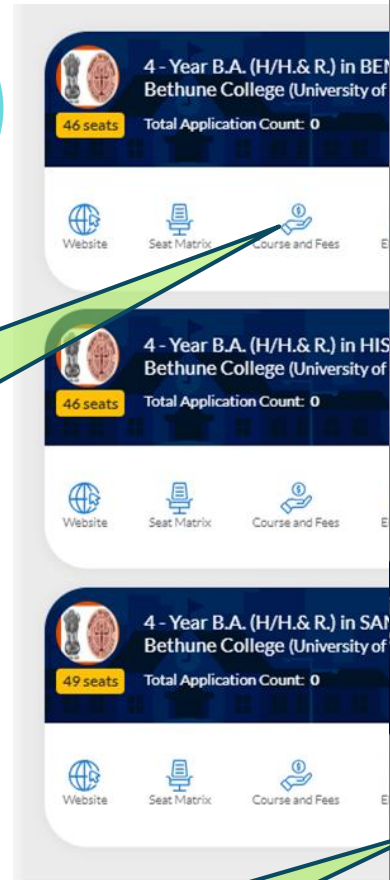 4 - Year B.A. (H/H.& R.) in BEN
Bethune College (University of
46 seats
Total Application Count: 0
Website
Seat Matrix
Course and Fees
E
4 - Year B.A. (H/H.& R.) in HIS
Bethune College (University of
46 seats
Total Application Count: 0
Website
Seat Matrix
Course and Fees
E
4 - Year B.A. (H/H.& R.) in SAN
Bethune College (University of
49 seats
Total Application Count: 0
Website
Seat Matrix
Course and Fees
E